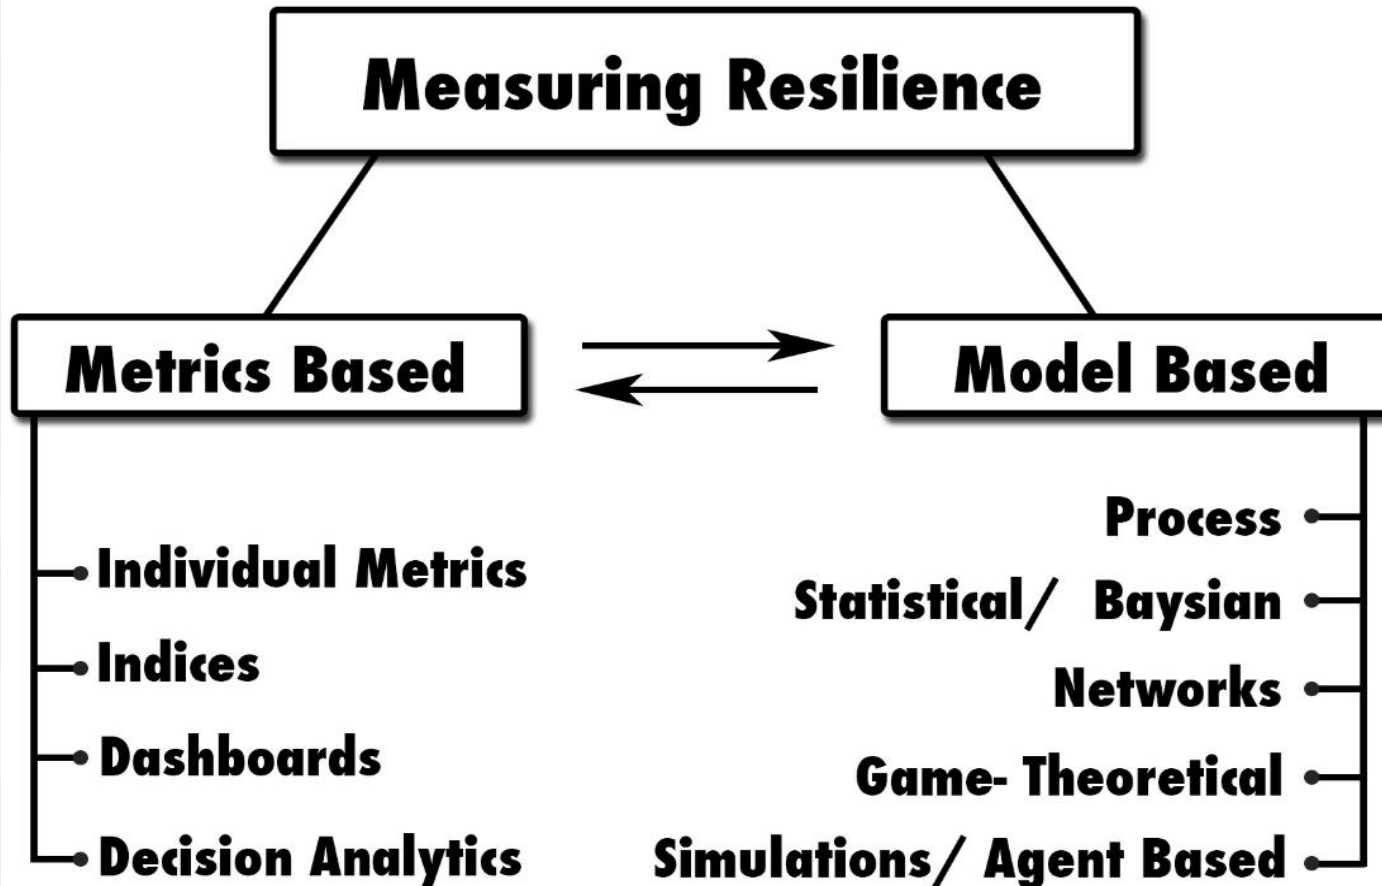 Measuring Resilience
Metrics Based
Model Based
Individual Metrics
Indices
Dashboards
Decision Analytics
Process
Statistical/ Baysian
Networks
Game- Theoretical
Simulations/ Agent Based